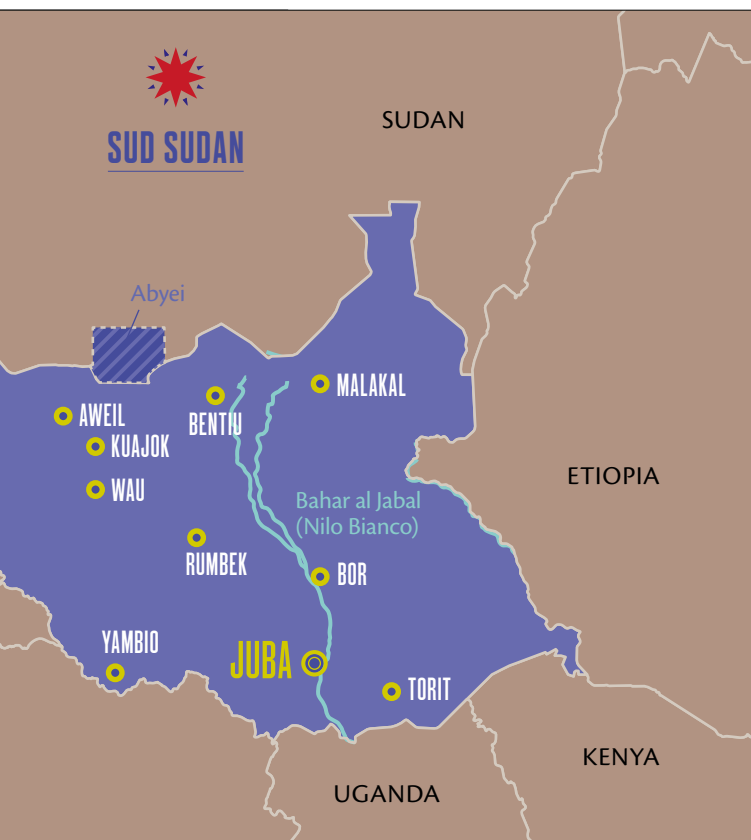 SUDAN
SUD SUDAN
Abyei
MALAKAL
BENTIU
AWEIL
KUAJOK
WAU
ETIOPIA
Bahar al Jabal
(Nilo Bianco)
RUMBEK
BOR
YAMBIO
JUBA
TORIT
KENYA
UGANDA